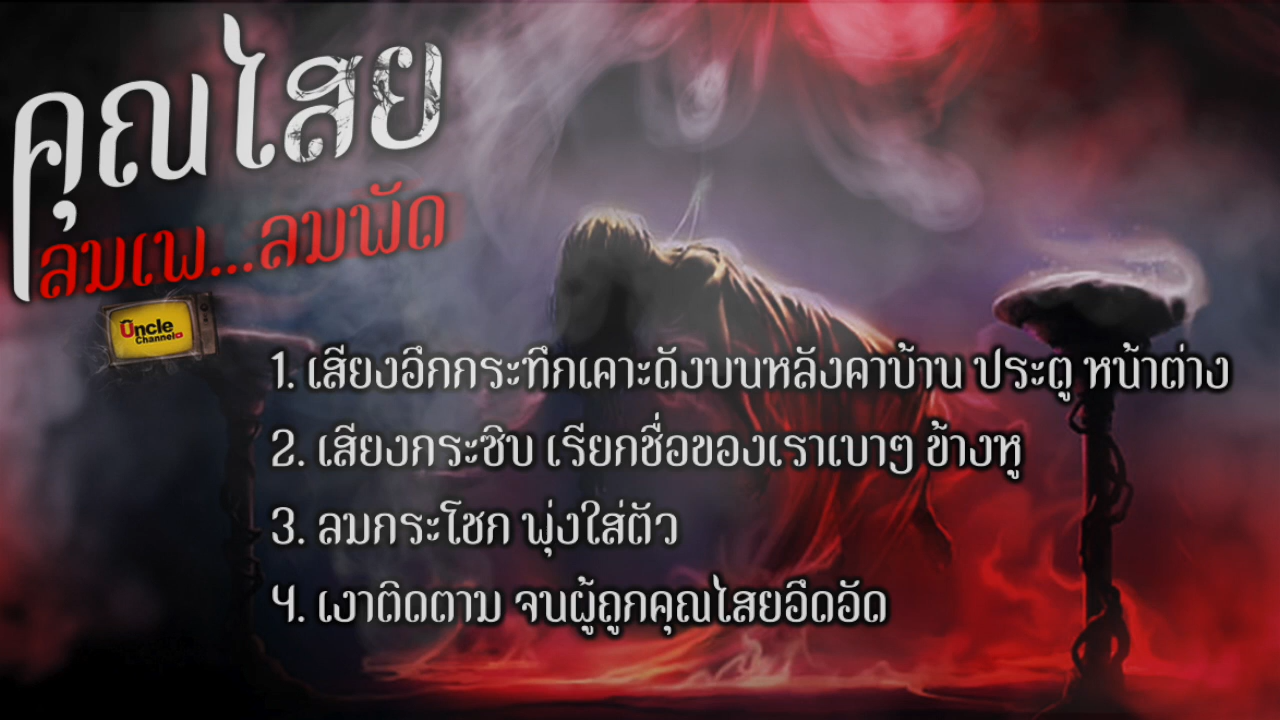 คุณไสย
ลมเพ...ลมพัด
Uncle
Channel
1. เสียงอึกกระทึกเคาะดังบนหลังคาบ้าน ประตู หน้าต่าง
2. เสียงกระซิบ เรียกชื่อของเราเบาๆ ข้างหู
3. ลมกระโชก พุ่งใส่ตัว
4. เงาติดตาม จนผู้ถูกคุณไสยอึดอัด